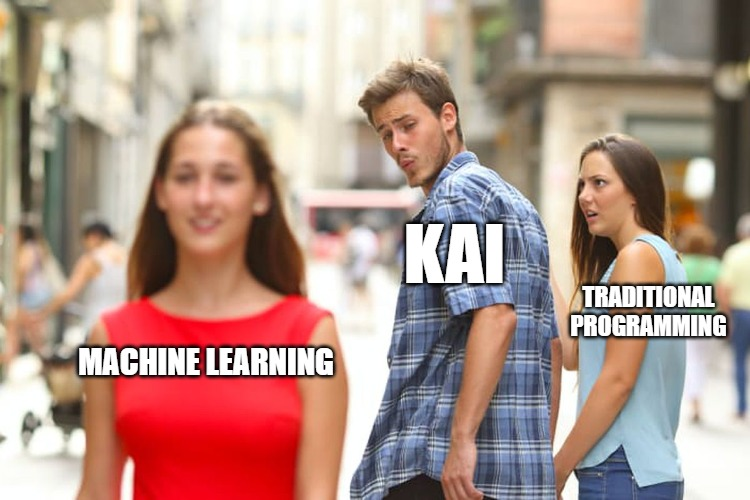 MACHINE LEARNING
KAI
TRADITIONAL
PROGRAMMING